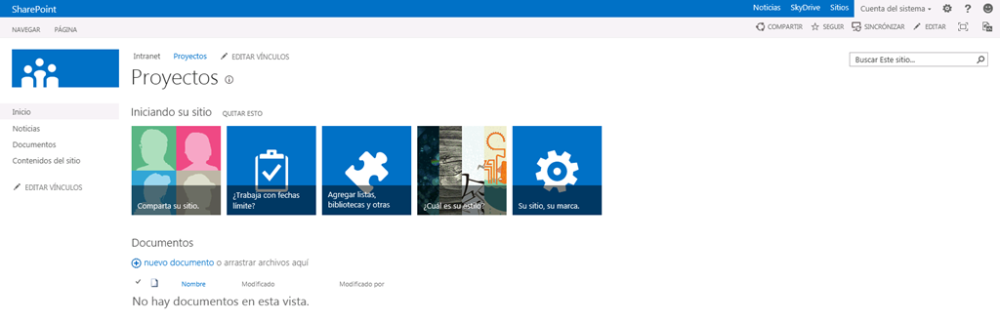 SharePoint
Noticias SkyDrive Sitios Cuenta del sistema ?
NAVEGAR PÁGINA
COMPARTIR SEGUIR SINCRÓNIZAR EDITAR
Intranet Proyectos EDITAR VÍNCULOS
Buscar Este sitio...
Proyectos
Inicio
Noticias
Documentos
Contenidos del sitio
EDITAR VÍNCULOS
Iniciando su sitio QUITAR ESTO
Comparta su sitio.
¿Trabaja con fechas
límite?
Agregar listas,
bibliotecas y otras
¿Cuál es su estilo?
Su sitio, su marca.
Documentos
nuevo documento o arrastrar archivos aquí
Nombre Modificado Modificado por
No hay documentos en esta vista.